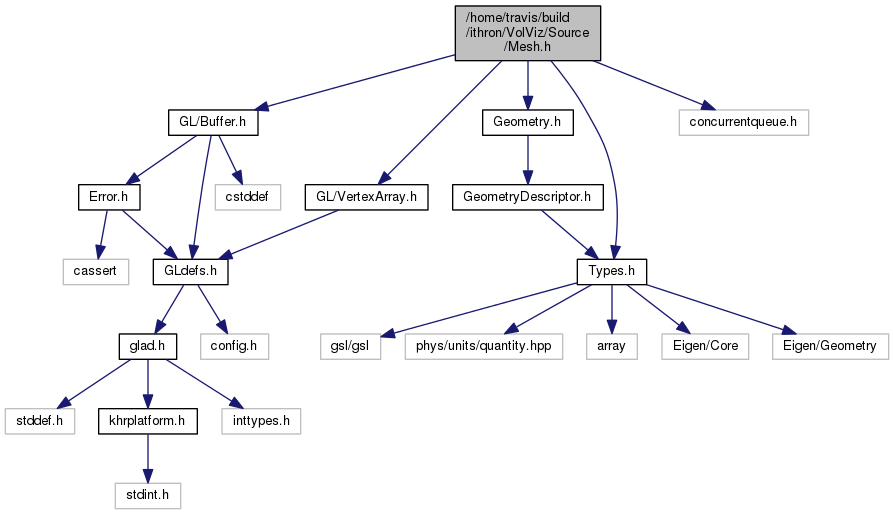 /home/travis/build
/ithron/VolViz/Source
/Mesh.h
GL/Buffer.h
Geometry.h
concurrentqueue.h
Error.h
cstddef
GL/VertexArray.h
GeometryDescriptor.h
cassert
GLdefs.h
Types.h
glad.h
config.h
gsl/gsl
phys/units/quantity.hpp
array
Eigen/Core
Eigen/Geometry
stddef.h
khrplatform.h
inttypes.h
stdint.h